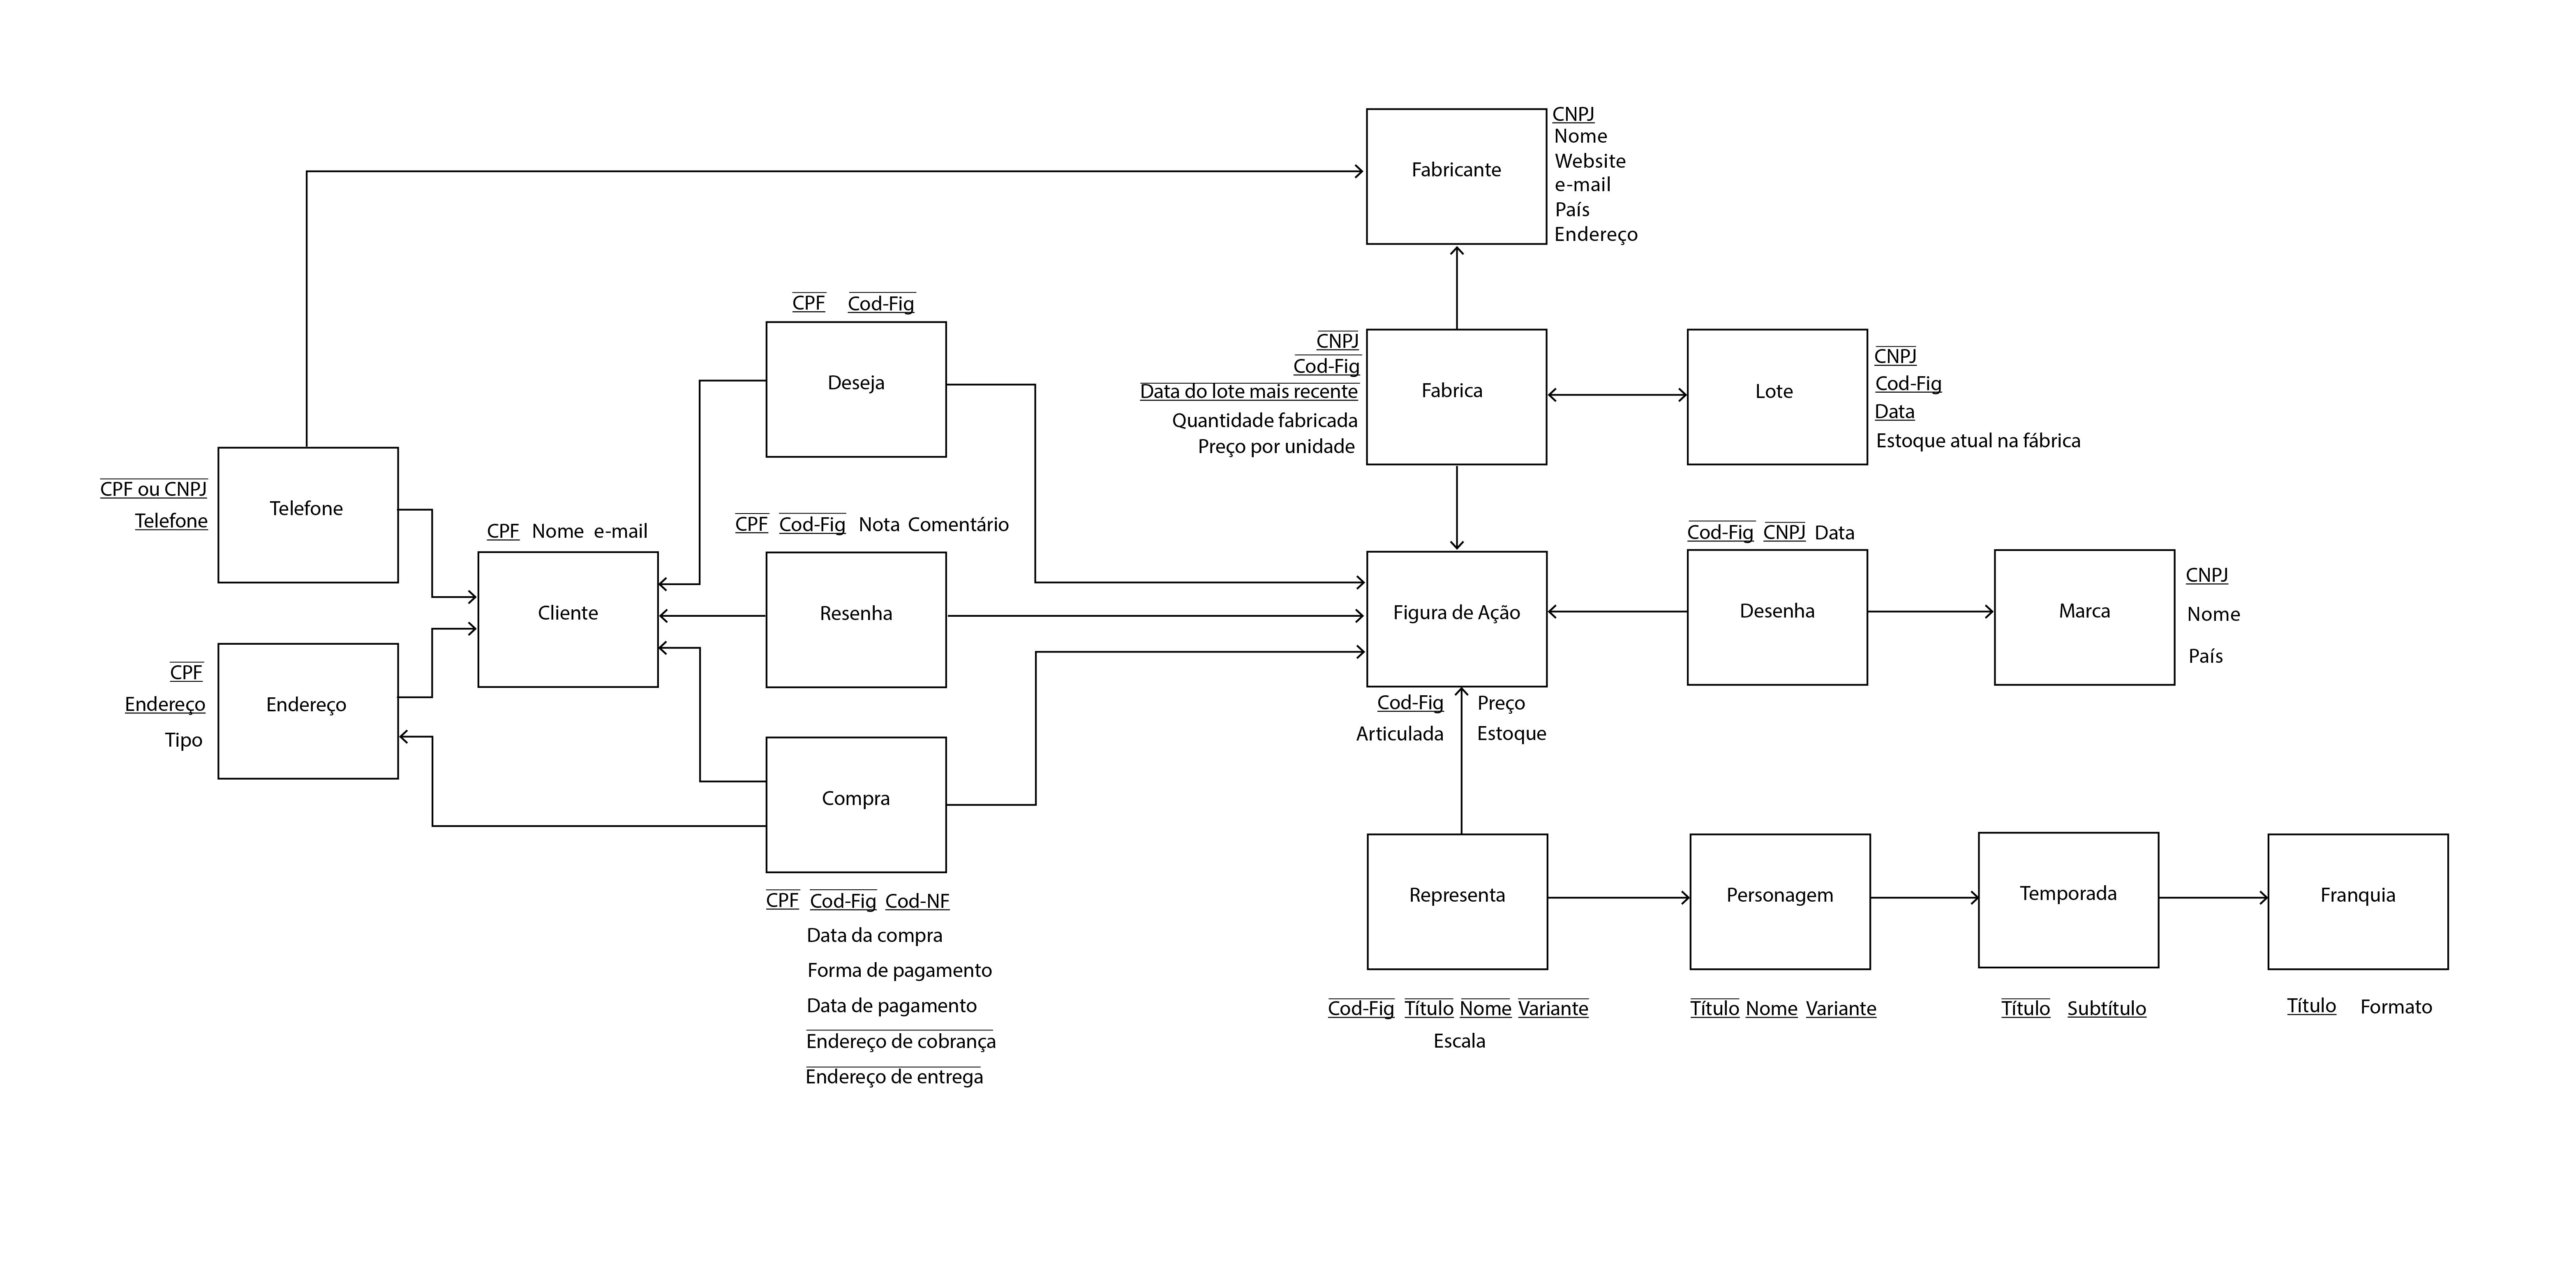 Fabricante
CNPJ
Nome
Website
e-mail
País
Endereço
CPF Cod-Fig
Deseja
CNPJ
Cod-Fig
Data do lote mais recente
Quantidade fabricada
Preço por unidade
Fabrica
Lote
CNPJ
Cod-Fig
Data
Estoque atual na fábrica
CPF ou CNPJ
Telefone
Telefone
CPF Nome e-mail
Cliente
CPF Cod-Fig Nota Comentário
Resenha
Figura de Ação
Cod-Fig Preço
Articulada Estoque
Cod-Fig CNPJ Data
Desenha
Marca
CNPJ
Nome
País
CPF
Endereço
Tipo
Endereço
Compra
CPF Cod-Fig Cod-NF
Data da compra
Forma de pagamento
Data de pagamento
Endereço de cobrança
Endereço de entrega
Representa
Cod-Fig Título Nome Variante
Escala
Personagem
Título Nome Variante
Temporada
Título Subtítulo
Franquia
Título Formato